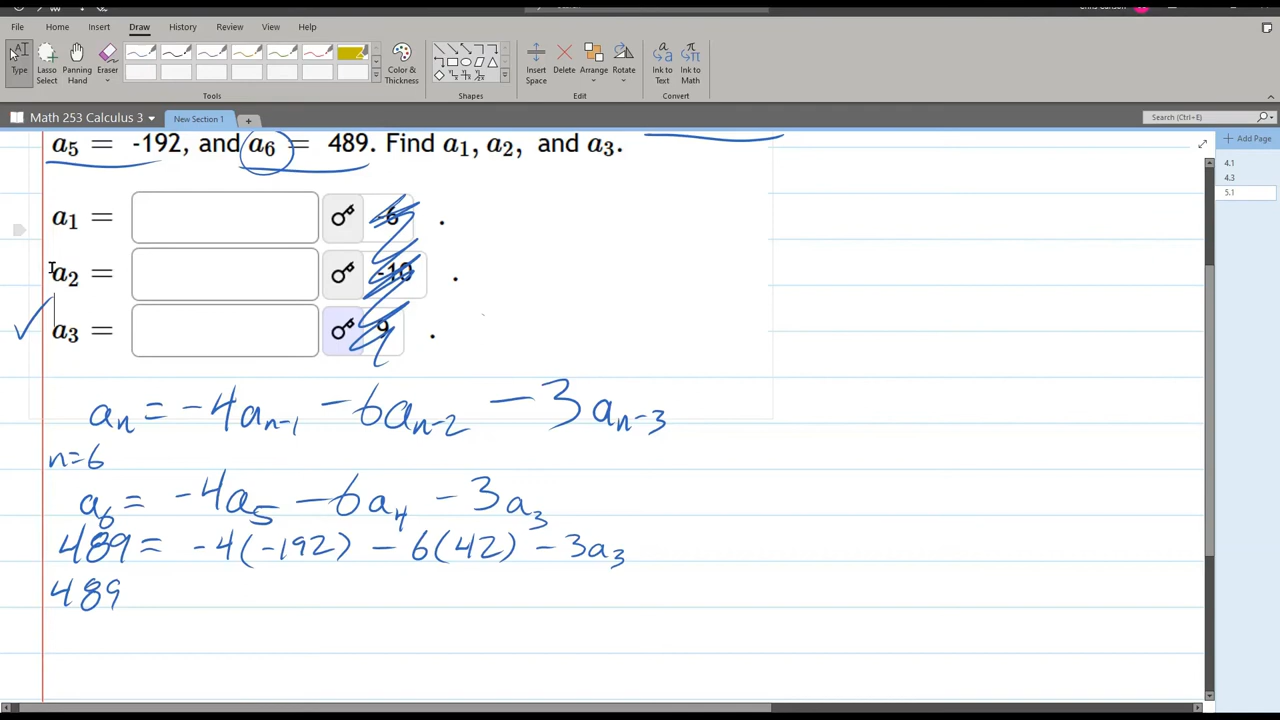 File Home Insert Draw History Review View Help
Type Lasso Select Panning Hand Eraser Color & Thickness Insert Space Delete Arrange Rotate Ink to Text Ink to Math
Tools Shapes Edit Convert
Math 253 Calculus 3 New Section 1 + Search (Ctrl+E)
Add Page
4.1
4.3
5.1
a₅ = -192, and a₆ = 489. Find a₁, a₂, and a₃.
a₁ = -6 .
a₂ = -10 .
a₃ = 9 .
aₙ = -4aₙ₋₁ - 6aₙ₋₂ - 3aₙ₋₃
n=6
a₆ = -4a₅ - 6a₄ - 3a₃
489 = -4(-192) - 6(42) - 3a₃
489